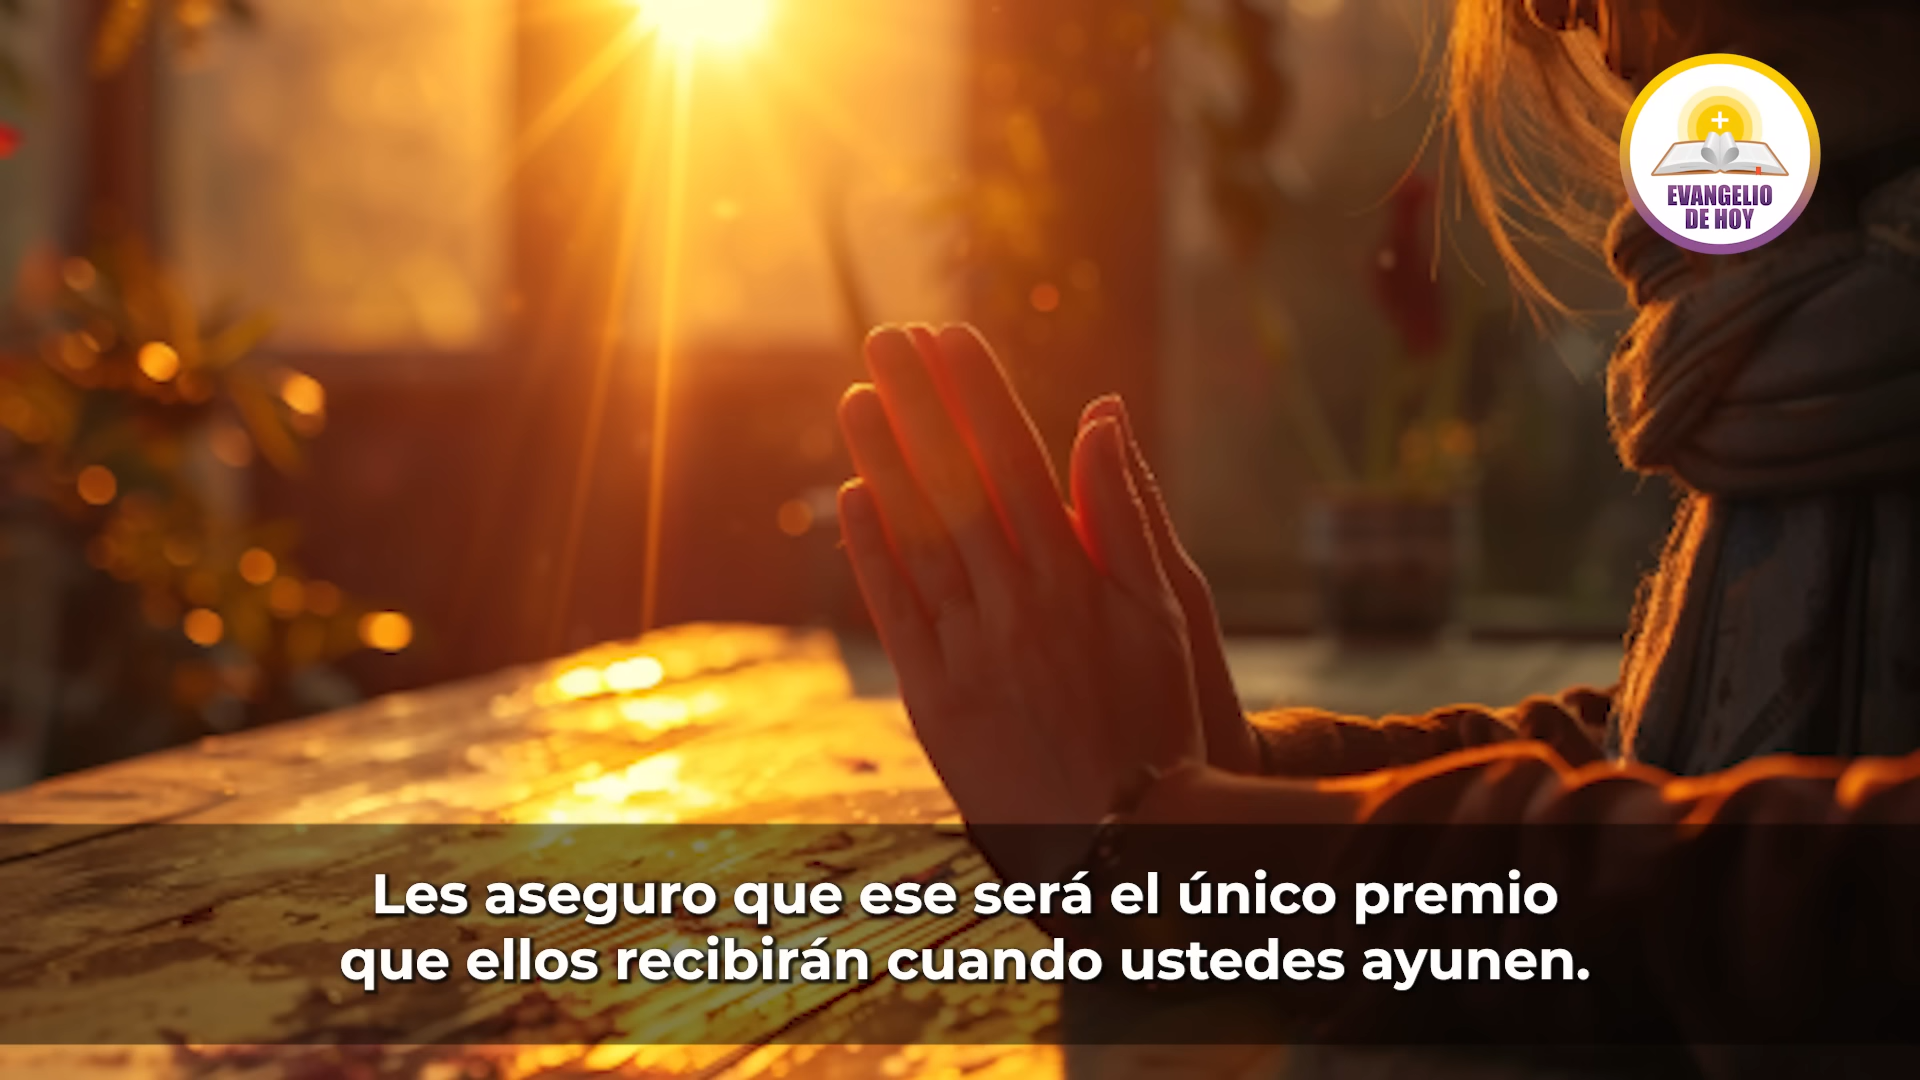 EVANGELIO
DE HOY
Les aseguro que ese será el único premio
que ellos recibirán cuando ustedes ayunen.